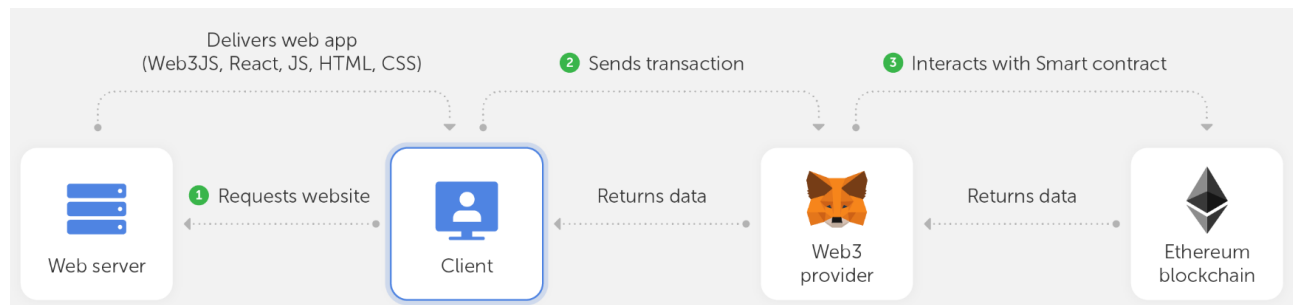 Delivers web app
(Web3JS, React, JS, HTML, CSS)
2 Sends transaction
3 Interacts with Smart contract
1 Requests website
Returns data
Returns data
Web server
Client
Web3
provider
Ethereum
blockchain